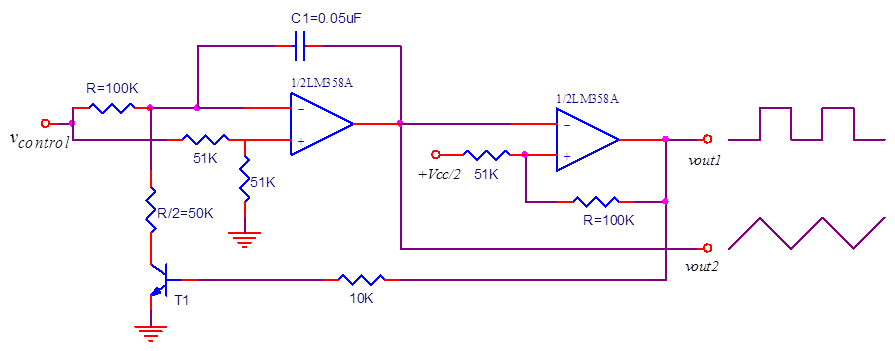 C1=0.05uF
1/2LM358A
R=100K
1/2LM358A
−
+
−
+
vcontrol
51K
51K
+Vcc/2
51K
vout1
R=100K
R/2=50K
vout2
10K
T1